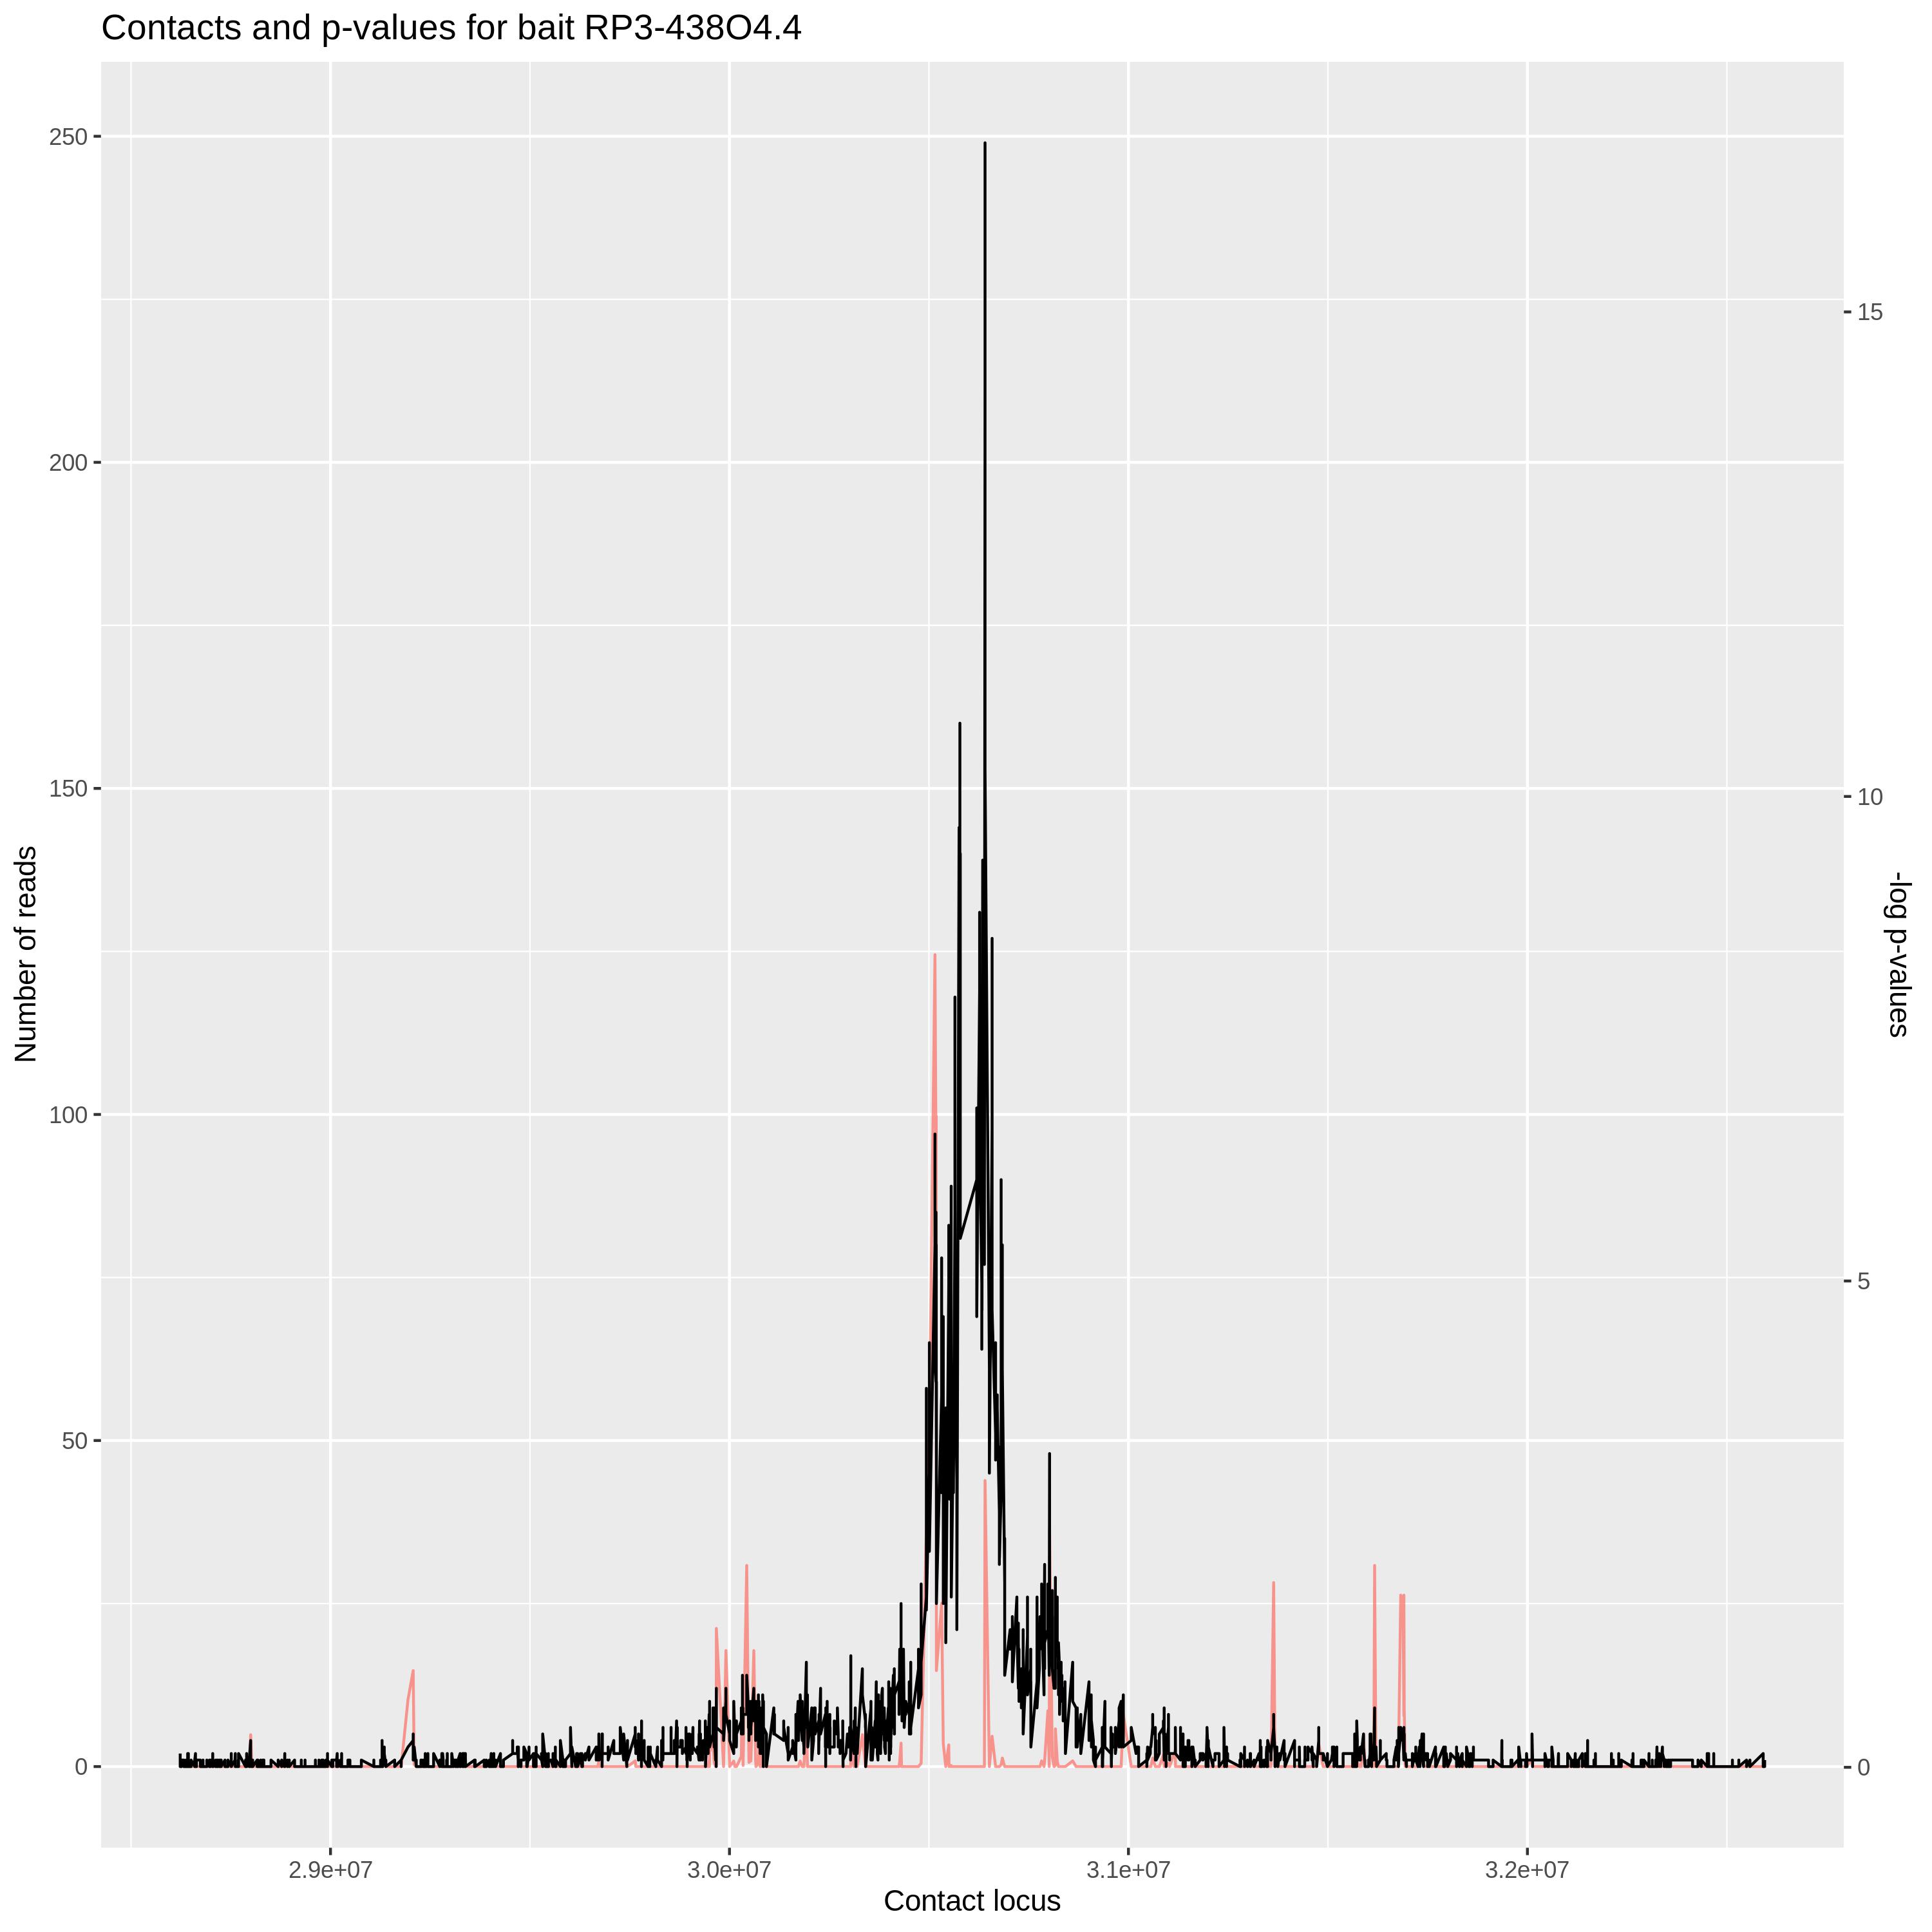 Contacts and p-values for bait RP3-438O4.4
250
200
150
100
50
0
Number of reads
15
10
5
0
-log p-values
2.9e+07
3.0e+07
3.1e+07
3.2e+07
Contact locus